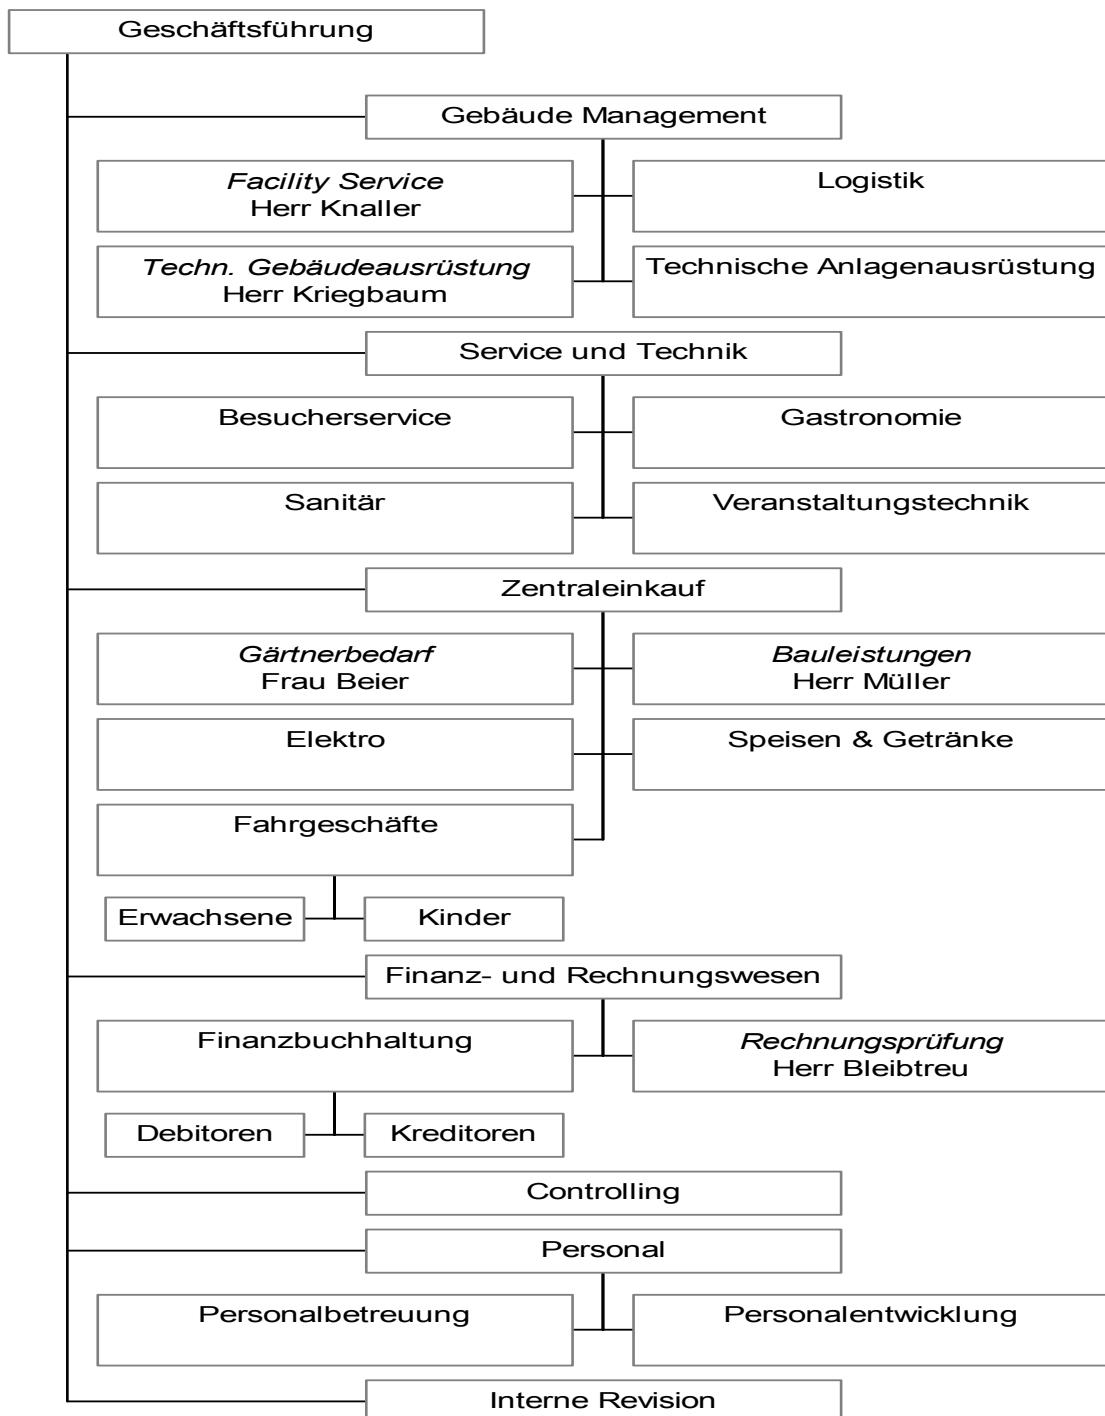 Geschäftsführung
Gebäude Management
Facility Service
Herr Knaller
Logistik
Techn. Gebäudeausrüstung
Herr Kriegbaum
Technische Anlagenausrüstung
Service und Technik
Besucherservice
Gastronomie
Sanitär
Veranstaltungstechnik
Zentraleinkauf
Gärtnerbedarf
Frau Beier
Bauleistungen
Herr Müller
Elektro
Speisen & Getränke
Fahrgeschäfte
Erwachsene
Kinder
Finanz- und Rechnungswesen
Finanzbuchhaltung
Rechnungsprüfung
Herr Bleibtreu
Debitoren
Kreditoren
Controlling
Personal
Personalbetreuung
Personalentwicklung
Interne Revision